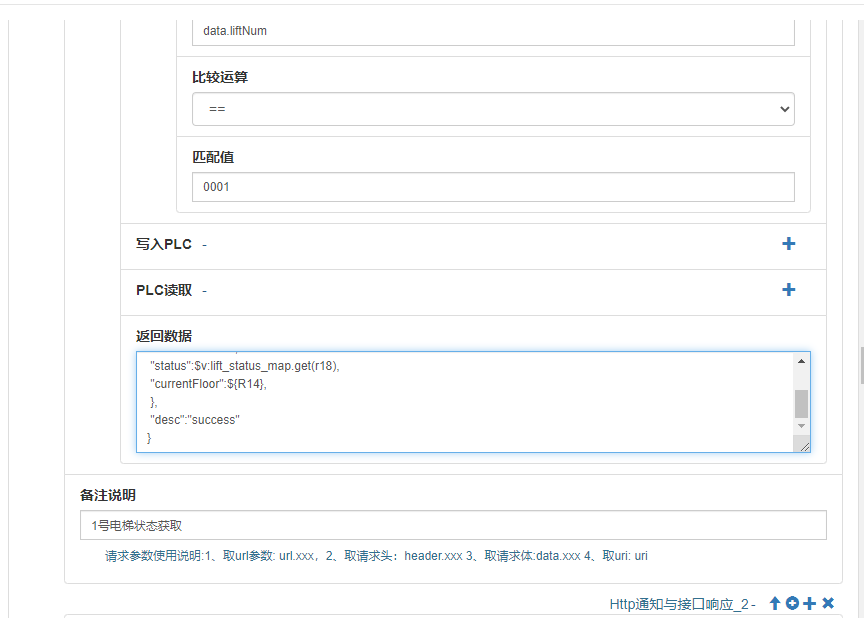 data.liftNum
比较运算
==
匹配值
0001
写入PLC -
PLC读取 -
返回数据
"status":$v:lift_status_map.get(r18),
"currentFloor":${R14},
},
"desc":"success"
}
备注说明
1号电梯状态获取
请求参数使用说明:1、取url参数: url.xxx，2、取请求头：header.xxx 3、取请求体:data.xxx 4、取uri: uri
Http通知与接口响应_2-